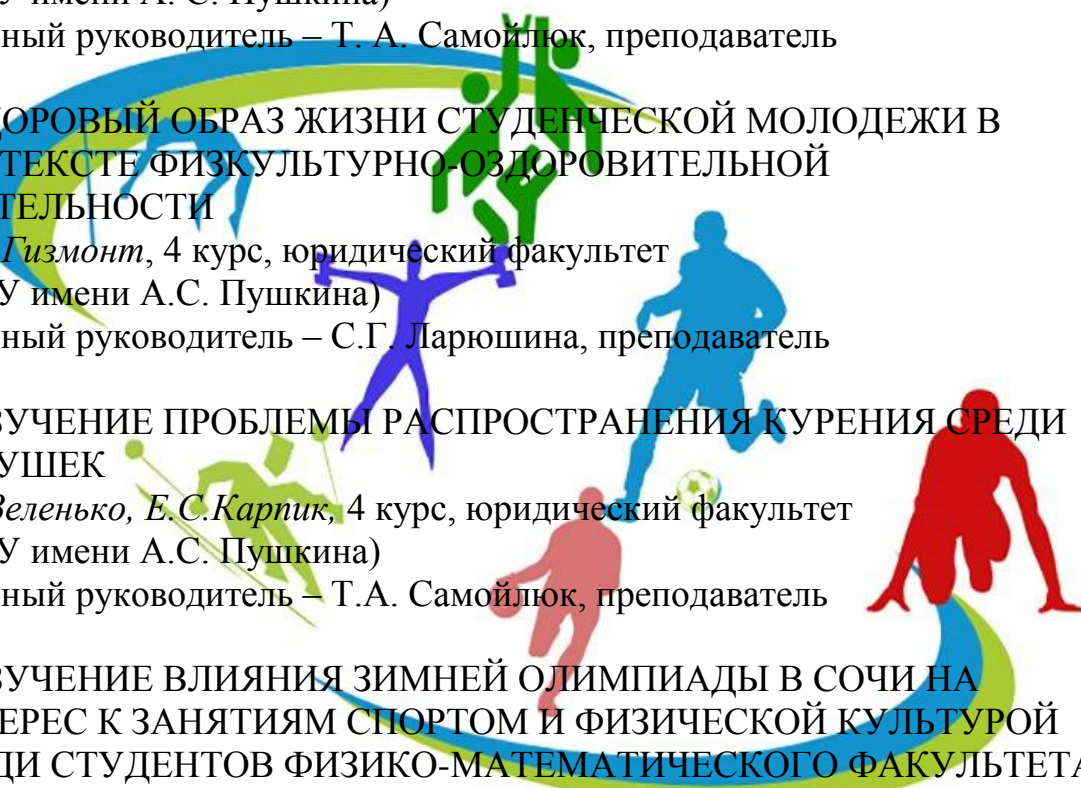 У имени А. С. Пушкина)
ный руководитель – Т. А. Самойлюк, преподаватель
ДОРОВЫЙ ОБРАЗ ЖИЗНИ СТУДЕНЧЕСКОЙ МОЛОДЕЖИ В
ТЕКСТЕ ФИЗКУЛЬТУРНО-ОЗДОРОВИТЕЛЬНОЙ
ТЕЛЬНОСТИ
Гизмонт, 4 курс, юридический факультет
У имени А.С. Пушкина)
ный руководитель – С.Г. Ларюшина, преподаватель
ЗУЧЕНИЕ ПРОБЛЕМЫ РАСПРОСТРАНЕНИЯ КУРЕНИЯ СРЕДИ
УШЕК
Зеленько, Е.С.Карпик, 4 курс, юридический факультет
У имени А.С. Пушкина)
ный руководитель – Т.А. Самойлюк, преподаватель
ЗУЧЕНИЕ ВЛИЯНИЯ ЗИМНЕЙ ОЛИМПИАДЫ В СОЧИ НА
ЕРЕС К ЗАНЯТИЯМ СПОРТОМ И ФИЗИЧЕСКОЙ КУЛЬТУРОЙ
ДИ СТУДЕНТОВ ФИЗИКО-МАТЕМАТИЧЕСКОГО ФАКУЛЬТЕТА